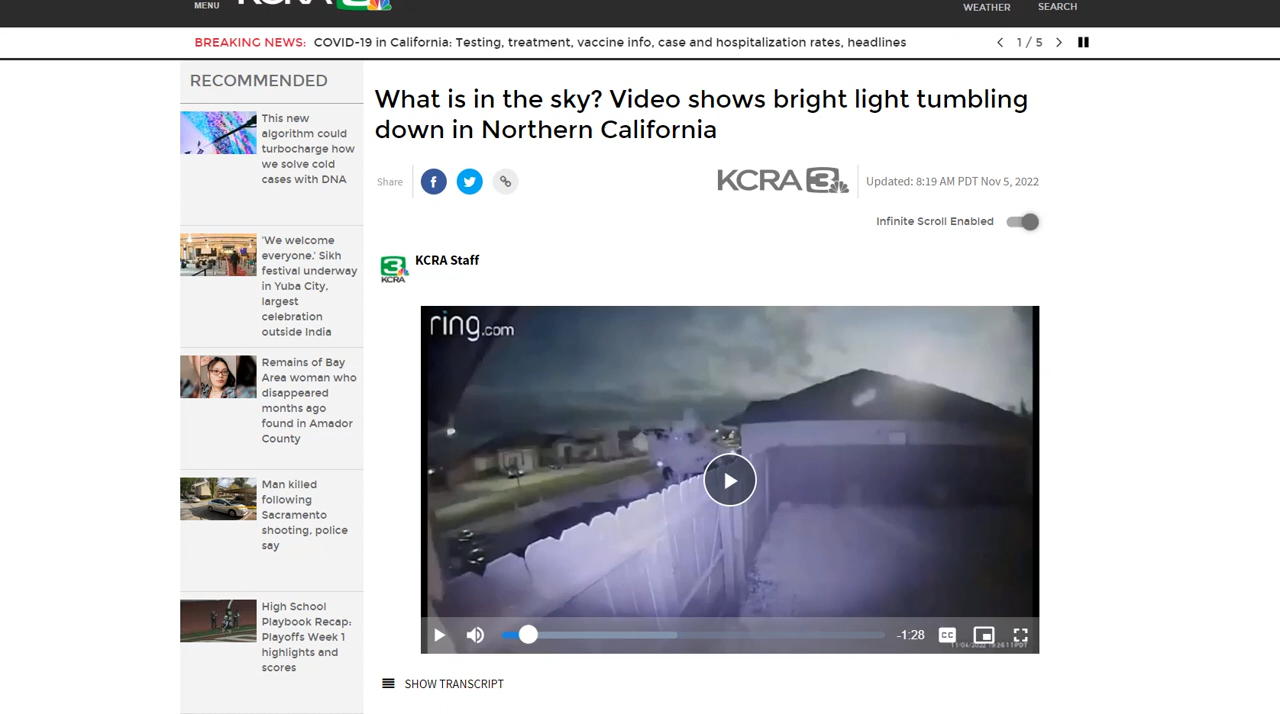 MENU
KCRA 3
WEATHER
SEARCH
BREAKING NEWS: COVID-19 in California: Testing, treatment, vaccine info, case and hospitalization rates, headlines
1 / 5
RECOMMENDED
This new
algorithm could
turbocharge how
we solve cold
cases with DNA
'We welcome
everyone.' Sikh
festival underway
in Yuba City,
largest
celebration
outside India
Remains of Bay
Area woman who
disappeared
months ago
found in Amador
County
Man killed
following
Sacramento
shooting, police
say
High School
Playbook Recap:
Playoffs Week 1
highlights and
scores
What is in the sky? Video shows bright light tumbling
down in Northern California
Share
f
KCRA 3
Updated: 8:19 AM PDT Nov 5, 2022
Infinite Scroll Enabled
3
KCRA
KCRA Staff
ring.com
-1:28
CC
SHOW TRANSCRIPT